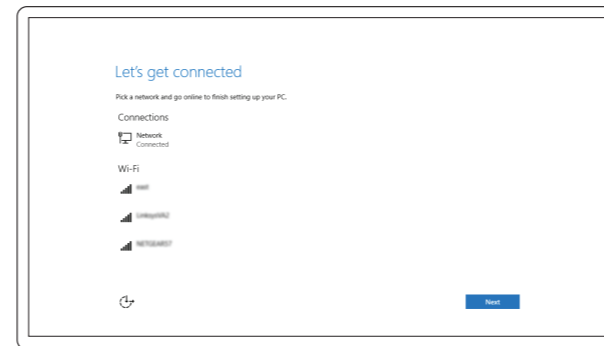 Let's get connected
Pick a network and go online to finish setting up your PC.
Connections
Network
Connected
Wi-Fi
NETGEAR57
Next